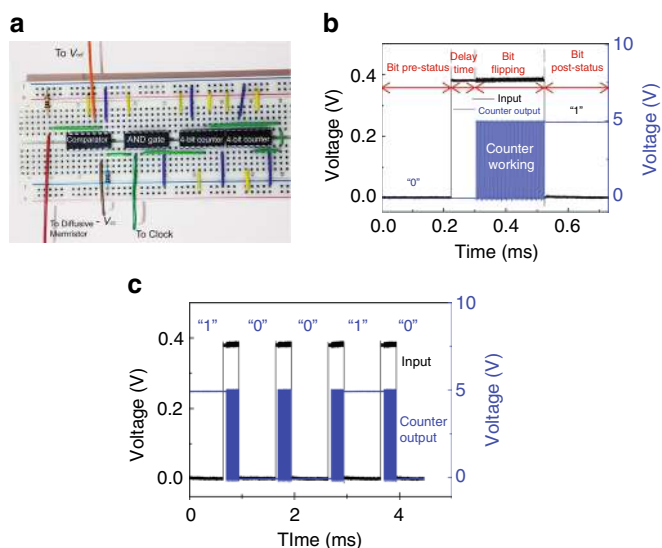 a
To Vref
Comparator
AND gate
4-bit counter
4-bit counter
To Diffusive
Memristor
To Clock
b
10
5
0
Voltage (V)
0.4
0.2
0.0
Voltage (V)
Bit pre-status
Delay
time
Bit
flipping
Bit
post-status
Input
Counter output
"0"
Counter
working
"1"
0
0.2
0.4
0.6
Time (ms)
c
10
5
0
Voltage (V)
0.4
0.2
0.0
Voltage (V)
"1" "0" "0" "1" "0"
Input
Counter
output
0
2
4
TIme (ms)